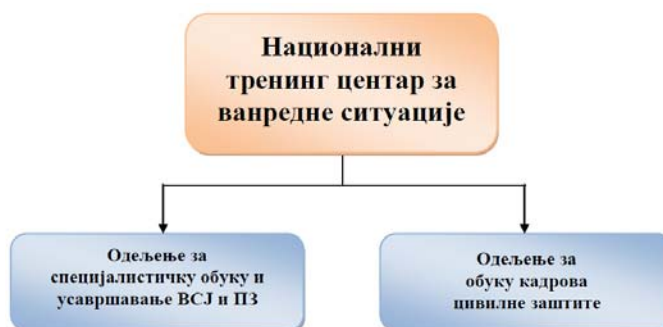 Национални
тренинг центар за
ванредне ситуације
Одељење за
специјалистичку обуку и
усавршавање ВСЈ и ПЗ
Одељење за
обуку кадрова
цивилне заштите